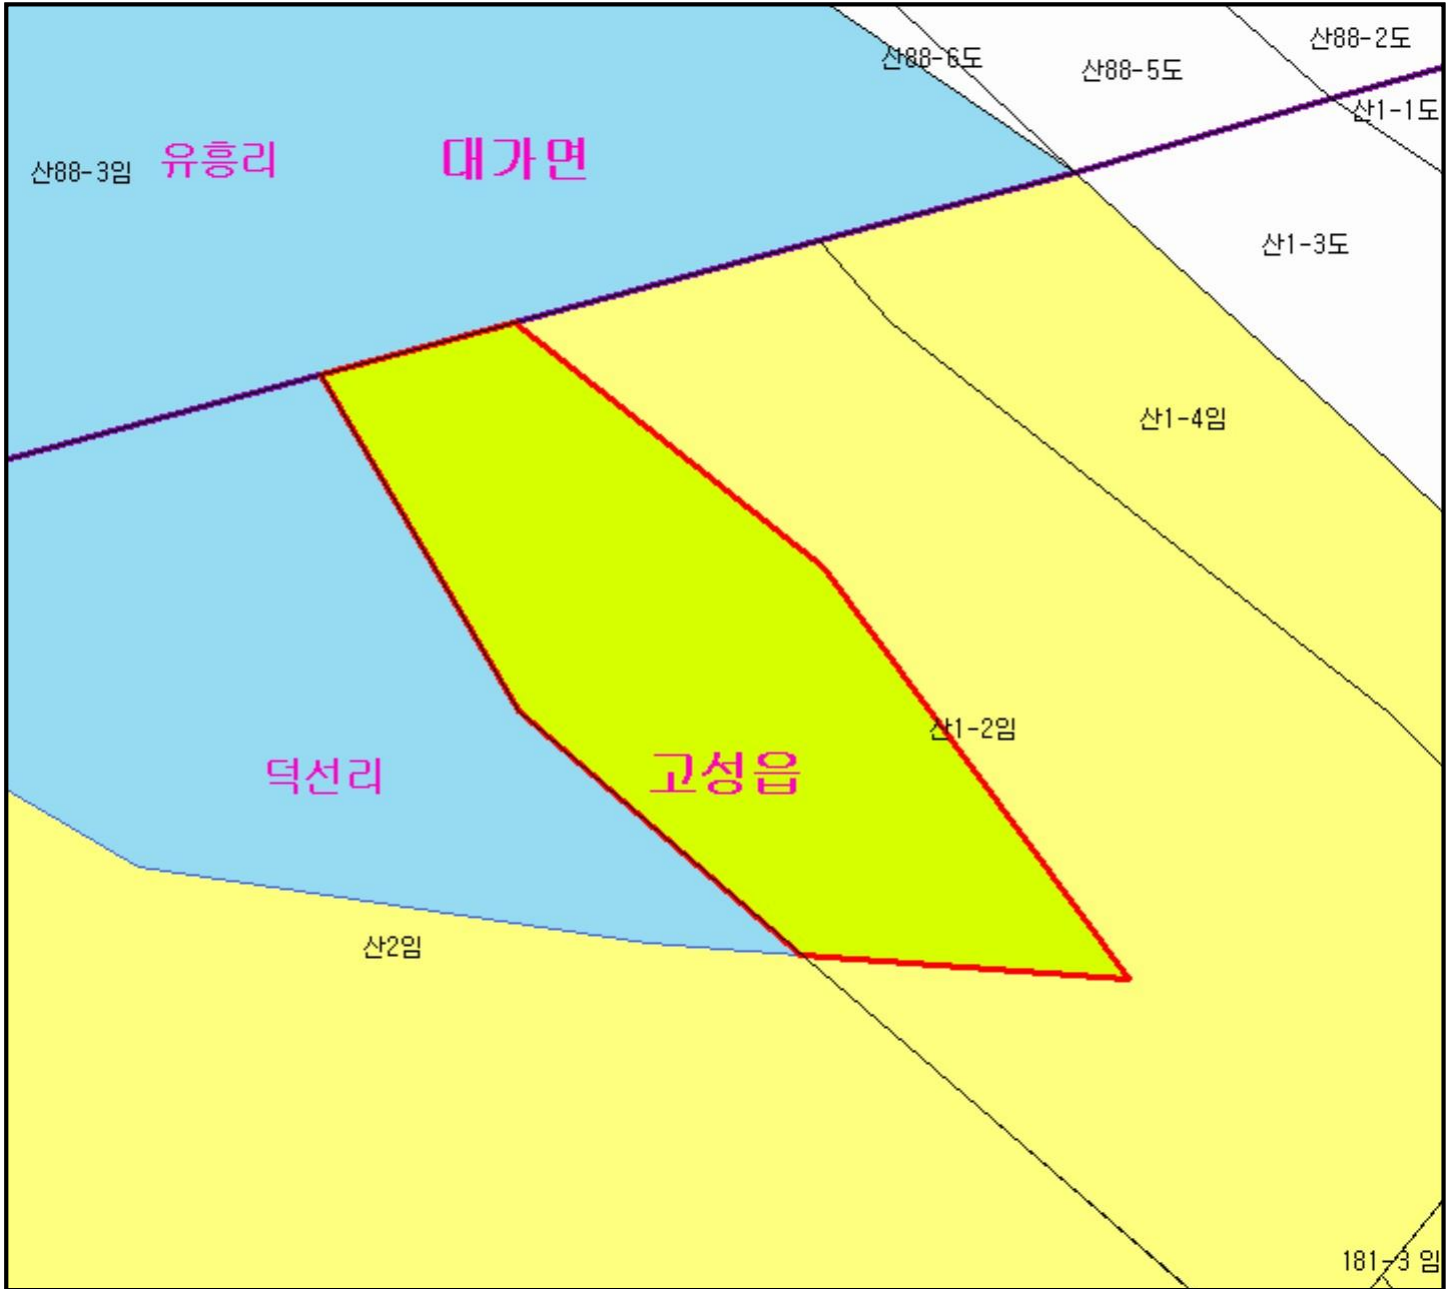 산88-2도
산88-6도
산88-5도
산1-1도
산88-3임
유흥리
대가면
산1-3도
산1-4임
산1-2임
덕선리
고성읍
산2임
181-3 임